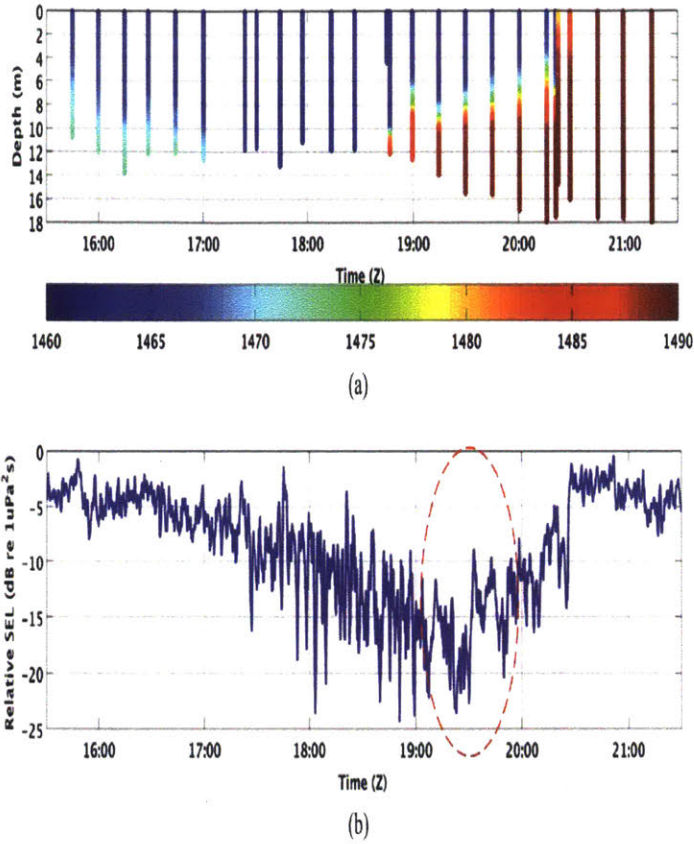 0
2
4
6
8
10
12
14
16
18
Depth (m)
16:00 17:00 18:00 19:00 20:00 21:00
Time (Z)
1460 1465 1470 1475 1480 1485 1490
(a)
0
-5
-10
-15
-20
-25
Relative SEL (dB re 1uPa²s)
16:00 17:00 18:00 19:00 20:00 21:00
Time (Z)
(b)